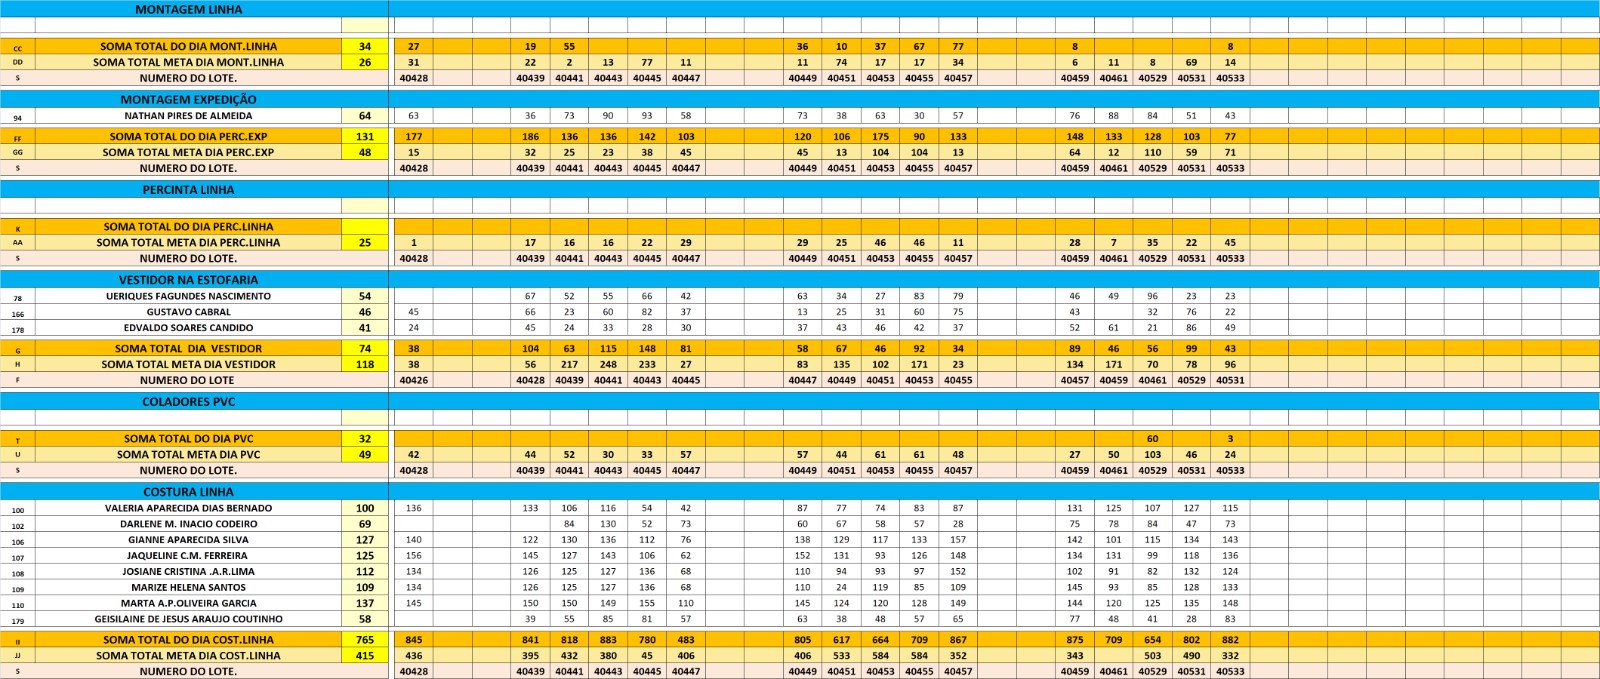 MONTAGEM LINHA
CC SOMA TOTAL DO DIA MONT.LINHA 34 27 19 55 36 10 37 67 77 8 8
DD SOMA TOTAL META DIA MONT.LINHA 26 31 22 2 13 77 11 11 74 17 17 34 6 11 8 69 14
S NUMERO DO LOTE. 40428 40439 40441 40443 40445 40447 40449 40451 40453 40455 40457 40459 40461 40529 40531 40533
MONTAGEM EXPEDIÇÃO
94 NATHAN PIRES DE ALMEIDA 64 63 36 73 90 93 58 73 38 63 30 57 76 88 84 51 43
FF SOMA TOTAL DO DIA PERC.EXP 131 177 186 136 136 142 103 120 106 175 90 133 148 133 128 103 77
GG SOMA TOTAL META DIA PERC.EXP 48 15 32 25 23 38 45 45 13 104 104 13 64 12 110 59 71
S NUMERO DO LOTE. 40428 40439 40441 40443 40445 40447 40449 40451 40453 40455 40457 40459 40461 40529 40531 40533
PERCINTA LINHA
K SOMA TOTAL DO DIA PERC.LINHA
AA SOMA TOTAL META DIA PERC.LINHA 25 1 17 16 16 22 29 29 25 46 46 11 28 7 35 22 45
S NUMERO DO LOTE. 40428 40439 40441 40443 40445 40447 40449 40451 40453 40455 40457 40459 40461 40529 40531 40533
VESTIDOR NA ESTOFARIA
78 UERIQUES FAGUNDES NASCIMENTO 54 67 52 55 66 42 63 34 27 83 79 46 49 96 23 23
166 GUSTAVO CABRAL 46 45 66 23 60 82 37 13 25 31 60 75 43 32 76 22
178 EDVALDO SOARES CANDIDO 41 24 45 24 33 28 30 37 43 46 42 37 52 61 21 86 49
G SOMA TOTAL DIA VESTIDOR 74 38 104 63 115 148 81 58 67 46 92 34 89 46 56 99 43
H SOMA TOTAL META DIA VESTIDOR 118 38 56 217 248 233 27 83 135 102 171 23 134 171 70 78 96
F NUMERO DO LOTE 40426 40428 40439 40441 40443 40445 40447 40449 40451 40453 40455 40457 40459 40461 40529 40531
COLADORES PVC
T SOMA TOTAL DO DIA PVC 32 60 3
U SOMA TOTAL META DIA PVC 49 42 44 52 30 33 57 57 44 61 61 48 27 50 103 46 24
S NUMERO DO LOTE. 40428 40439 40441 40443 40445 40447 40449 40451 40453 40455 40457 40459 40461 40529 40531 40533
COSTURA LINHA
100 VALERIA APARECIDA DIAS BERNADO 100 136 133 106 116 54 42 87 77 74 83 87 131 125 107 127 115
102 DARLENE M. INACIO CODEIRO 69 84 130 52 73 60 67 58 57 28 75 78 84 47 73
106 GIANNE APARECIDA SILVA 127 140 122 130 136 112 76 138 129 117 133 157 142 101 115 134 143
107 JAQUELINE C.M. FERREIRA 125 156 145 127 143 106 62 152 131 93 126 148 134 131 99 118 136
108 JOSIANE CRISTINA .A.R.LIMA 112 134 126 125 127 136 68 110 94 93 97 152 102 91 82 132 124
109 MARIZE HELENA SANTOS 109 134 126 125 127 136 68 110 24 119 85 109 145 93 85 128 133
110 MARTA A.P.OLIVEIRA GARCIA 137 145 150 150 149 155 110 145 124 120 128 149 144 120 125 135 148
179 GEISILAINE DE JESUS ARAUJO COUTINHO 58 39 55 85 81 57 63 38 48 57 65 77 48 41 28 83
II SOMA TOTAL DO DIA COST.LINHA 765 845 841 818 883 780 483 805 617 664 709 867 875 709 654 802 882
JJ SOMA TOTAL META DIA COST.LINHA 415 436 395 432 380 45 406 406 533 584 584 352 343 503 490 332
S NUMERO DO LOTE. 40428 40439 40441 40443 40445 40447 40449 40451 40453 40455 40457 40459 40461 40529 40531 40533